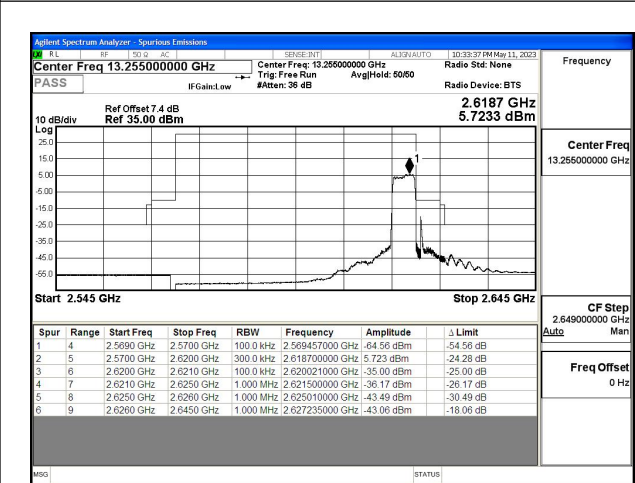 Agilent Spectrum Analyzer - Spurious Emissions
RL RF 50 Ω AC SENSE:INT ALIGNAUTO 10:33:37 PM May 11, 2023
Center Freq 13.255000000 GHz
Center Freq: 13.255000000 GHz
Radio Std: None
Trig: Free Run Avg|Hold: 50/50
PASS
IFGain:Low
#Atten: 36 dB
Radio Device: BTS
Ref Offset 7.4 dB
2.6187 GHz
10 dB/div Ref 35.00 dBm
5.7233 dBm
Log
25.0
15.0
5.00
-5.00
-15.0
-25.0
-35.0
-45.0
-55.0
1
Start 2.545 GHz
Stop 2.645 GHz
Spur Range Start Freq Stop Freq RBW Frequency Amplitude Δ Limit
1 4 2.5690 GHz 2.5700 GHz 100.0 kHz 2.569457000 GHz -64.56 dBm -54.56 dB
2 5 2.5700 GHz 2.6200 GHz 300.0 kHz 2.618700000 GHz 5.723 dBm -24.28 dB
3 6 2.6200 GHz 2.6210 GHz 100.0 kHz 2.620021000 GHz -35.00 dBm -25.00 dB
4 7 2.6210 GHz 2.6250 GHz 1.000 MHz 2.621500000 GHz -36.17 dBm -26.17 dB
5 8 2.6250 GHz 2.6260 GHz 1.000 MHz 2.625010000 GHz -43.49 dBm -30.49 dB
6 9 2.6260 GHz 2.6450 GHz 1.000 MHz 2.627235000 GHz -43.06 dBm -18.06 dB
MSG
STATUS
Frequency
Center Freq
13.255000000 GHz
CF Step
2.649000000 GHz
Auto Man
Freq Offset
0 Hz